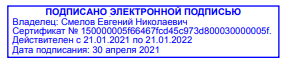 ПОДПИСАНО ЭЛЕКТРОННОЙ ПОДПИСЬЮ
Владелец: Смелов Евгений Николаевич
Сертификат № 150000005f66467fcd45c973d800030000005f.
Действителен с 21.01.2021 по 21.01.2022
Дата подписания: 30 апреля 2021